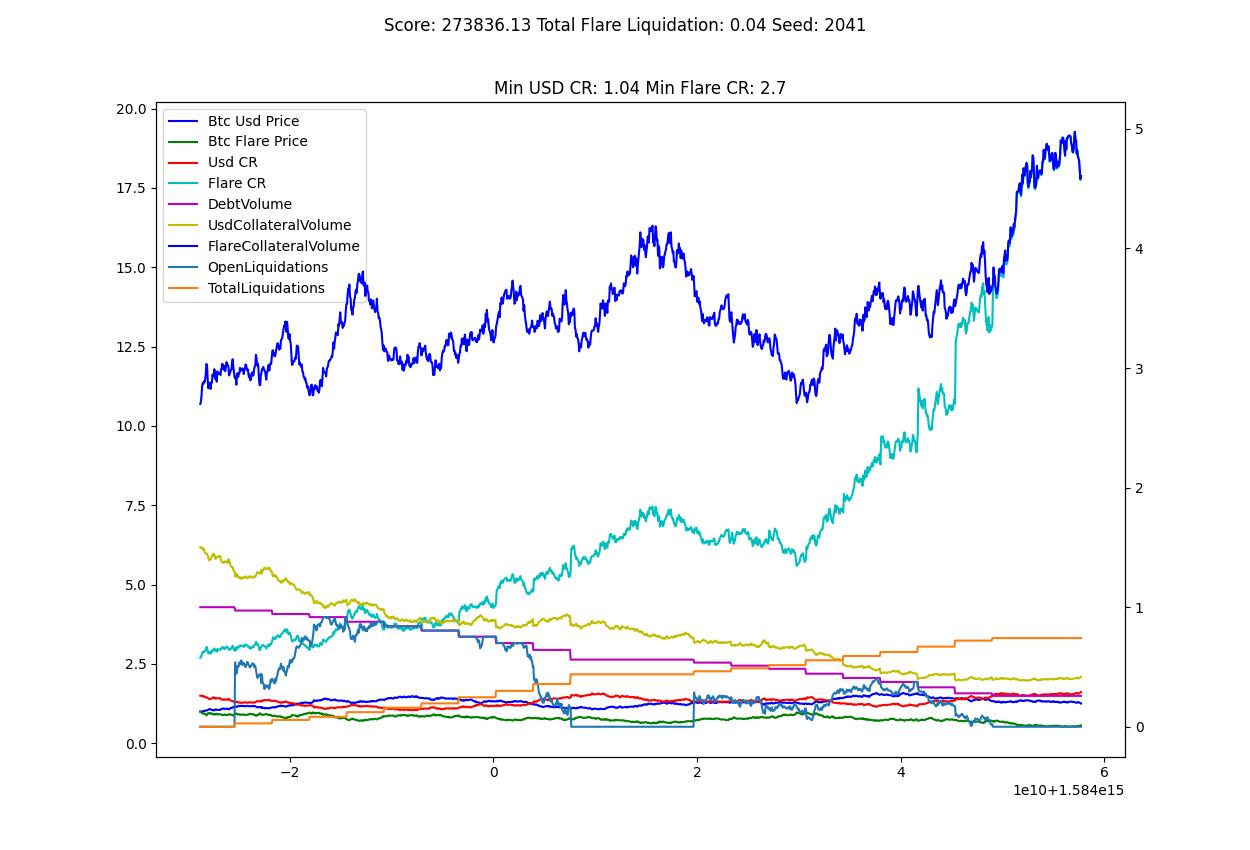 Score: 273836.13 Total Flare Liquidation: 0.04 Seed: 2041
Min USD CR: 1.04 Min Flare CR: 2.7
Btc Usd Price
Btc Flare Price
Usd CR
Flare CR
DebtVolume
UsdCollateralVolume
FlareCollateralVolume
OpenLiquidations
TotalLiquidations
20.0
17.5
15.0
12.5
10.0
7.5
5.0
2.5
0.0
5
4
3
2
1
0
−2
0
2
4
6
1e10+1.584e15